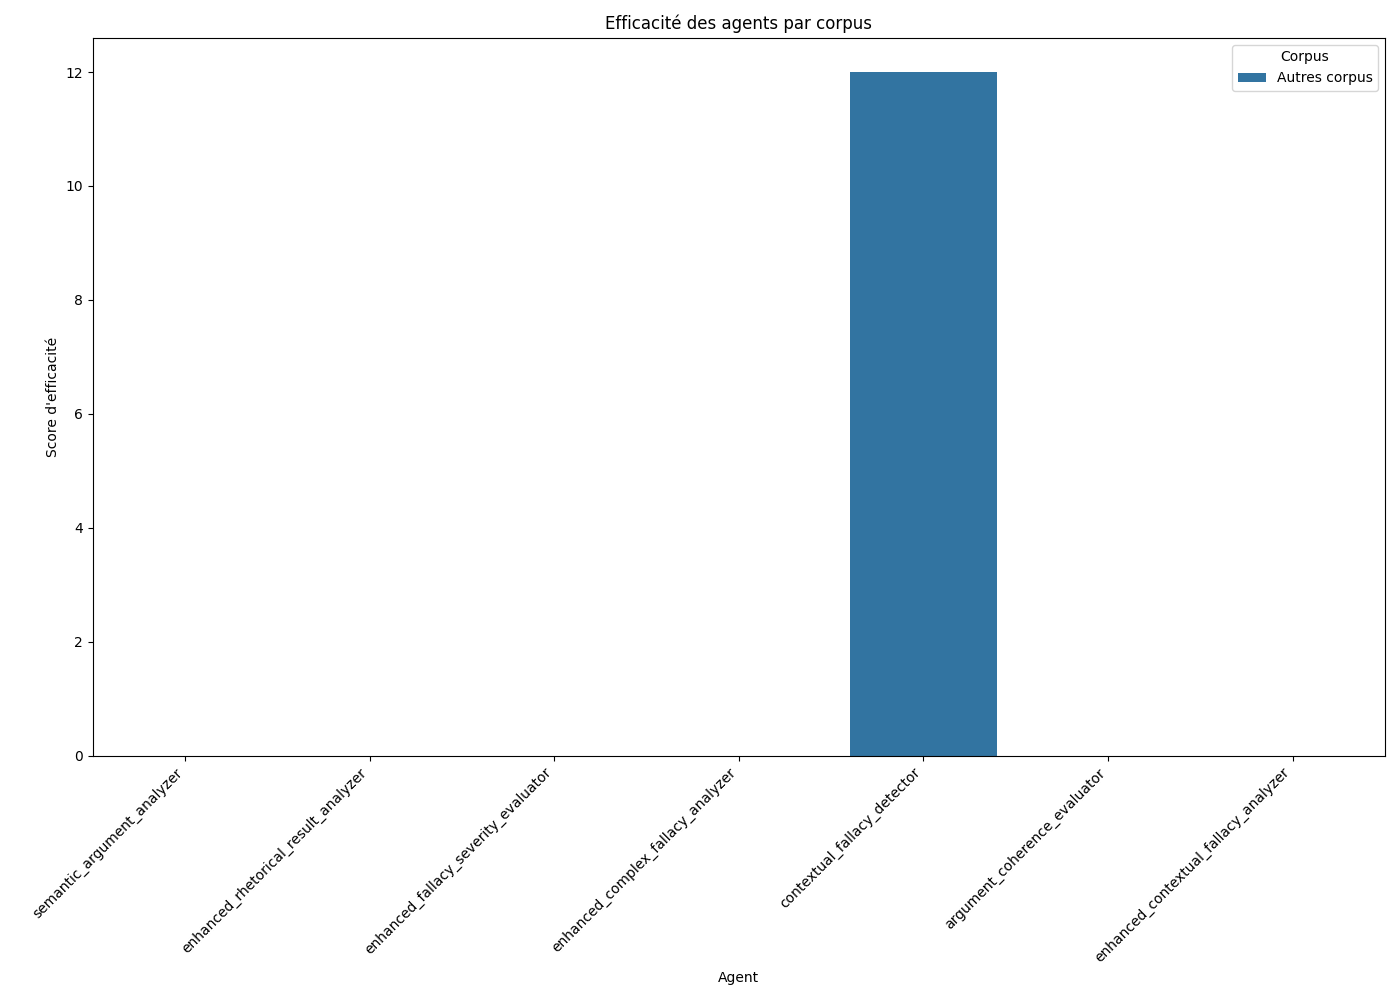 Efficacité des agents par corpus
Corpus
Autres corpus
12
10
8
6
4
2
0
Score d'efficacité
semantic_argument_analyzer
enhanced_rhetorical_result_analyzer
enhanced_fallacy_severity_evaluator
enhanced_complex_fallacy_analyzer
contextual_fallacy_detector
argument_coherence_evaluator
enhanced_contextual_fallacy_analyzer
Agent